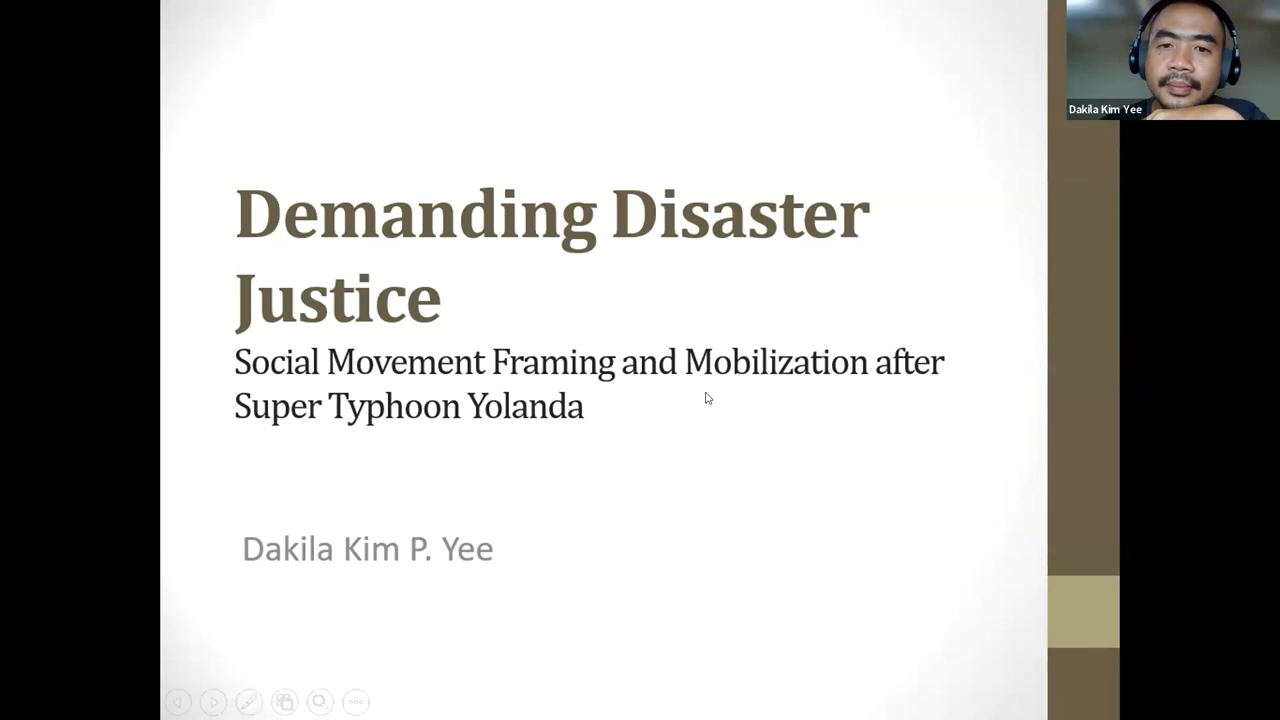 Dakila Kim Yee
Demanding Disaster
Justice
Social Movement Framing and Mobilization after
Super Typhoon Yolanda
Dakila Kim P. Yee